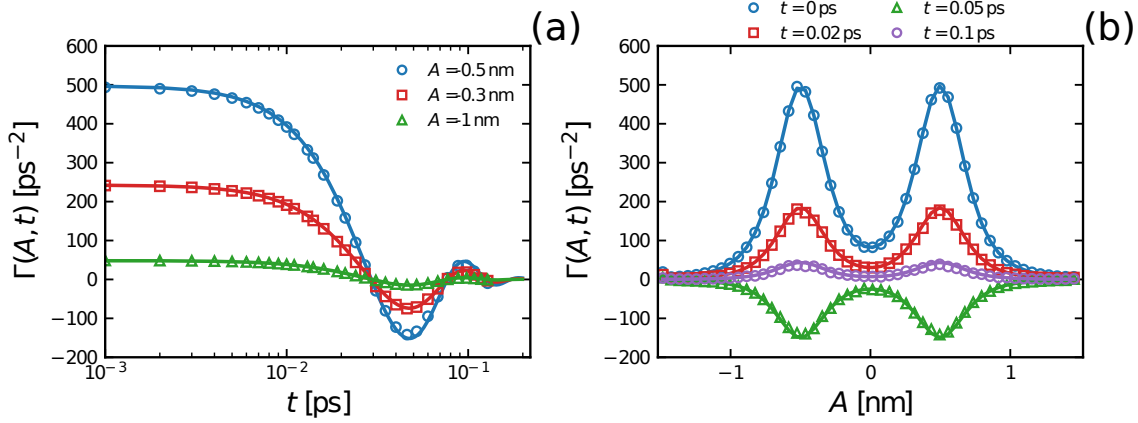 (a)
600
500
400
300
200
100
0
−100
−200
Γ(A, t) [ps⁻²]
A =-0.5 nm
A =-0.3 nm
A =-1 nm
10⁻³
10⁻²
10⁻¹
t [ps]
t = 0 ps
t = 0.02 ps
t = 0.05 ps
t = 0.1 ps
(b)
600
500
400
300
200
100
0
−100
−200
Γ(A, t) [ps⁻²]
−1
0
1
A [nm]